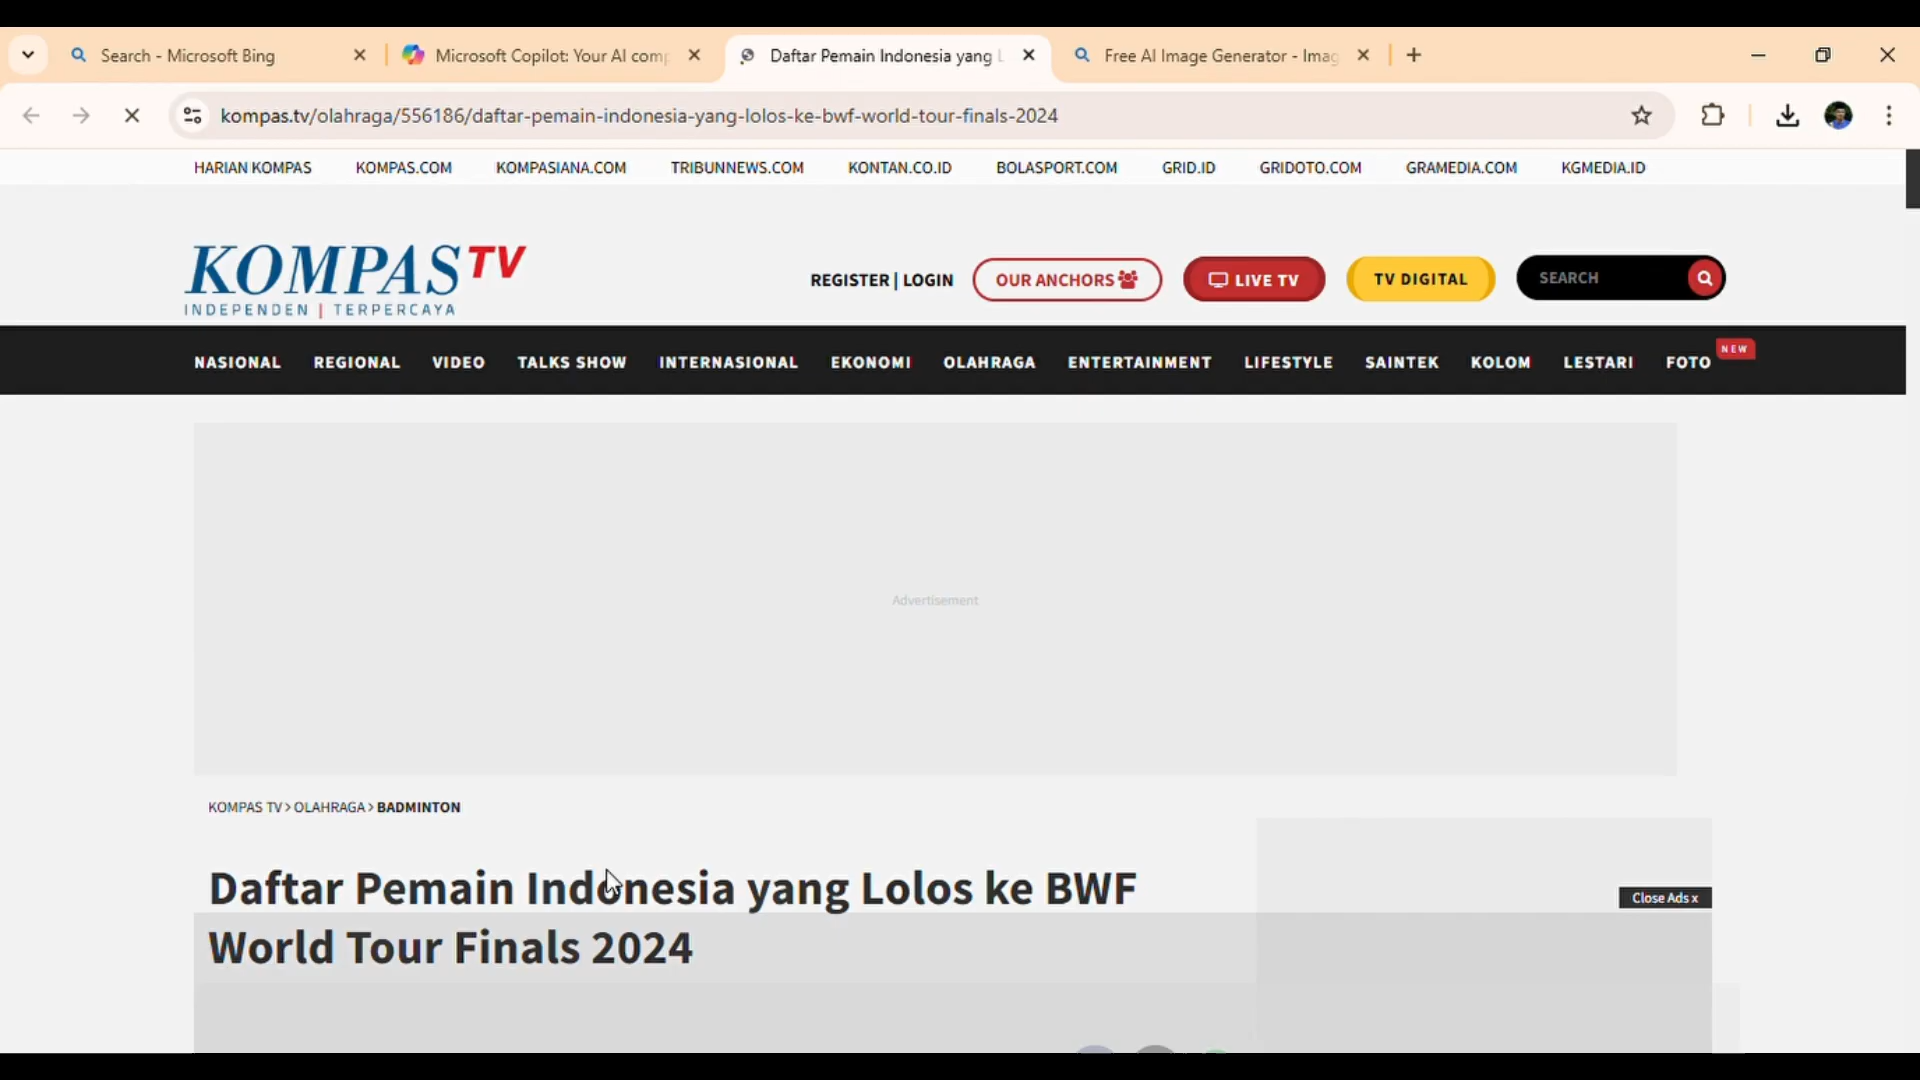 Search - Microsoft Bing
Microsoft Copilot: Your AI comp
Daftar Pemain Indonesia yang L
Free AI Image Generator - Imag
kompas.tv/olahraga/556186/daftar-pemain-indonesia-yang-lolos-ke-bwf-world-tour-finals-2024
HARIAN KOMPAS KOMPAS.COM KOMPASIANA.COM TRIBUNNEWS.COM KONTAN.CO.ID BOLASPORT.COM GRID.ID GRIDOTO.COM GRAMEDIA.COM KGMEDIA.ID
KOMPAS TV
INDEPENDEN | TERPERCAYA
REGISTER | LOGIN OUR ANCHORS LIVE TV TV DIGITAL SEARCH
NEW
NASIONAL REGIONAL VIDEO TALKS SHOW INTERNASIONAL EKONOMI OLAHRAGA ENTERTAINMENT LIFESTYLE SAINTEK KOLOM LESTARI FOTO
Advertisement
KOMPAS TV > OLAHRAGA > BADMINTON
Daftar Pemain Indonesia yang Lolos ke BWF
World Tour Finals 2024
Close Ads x